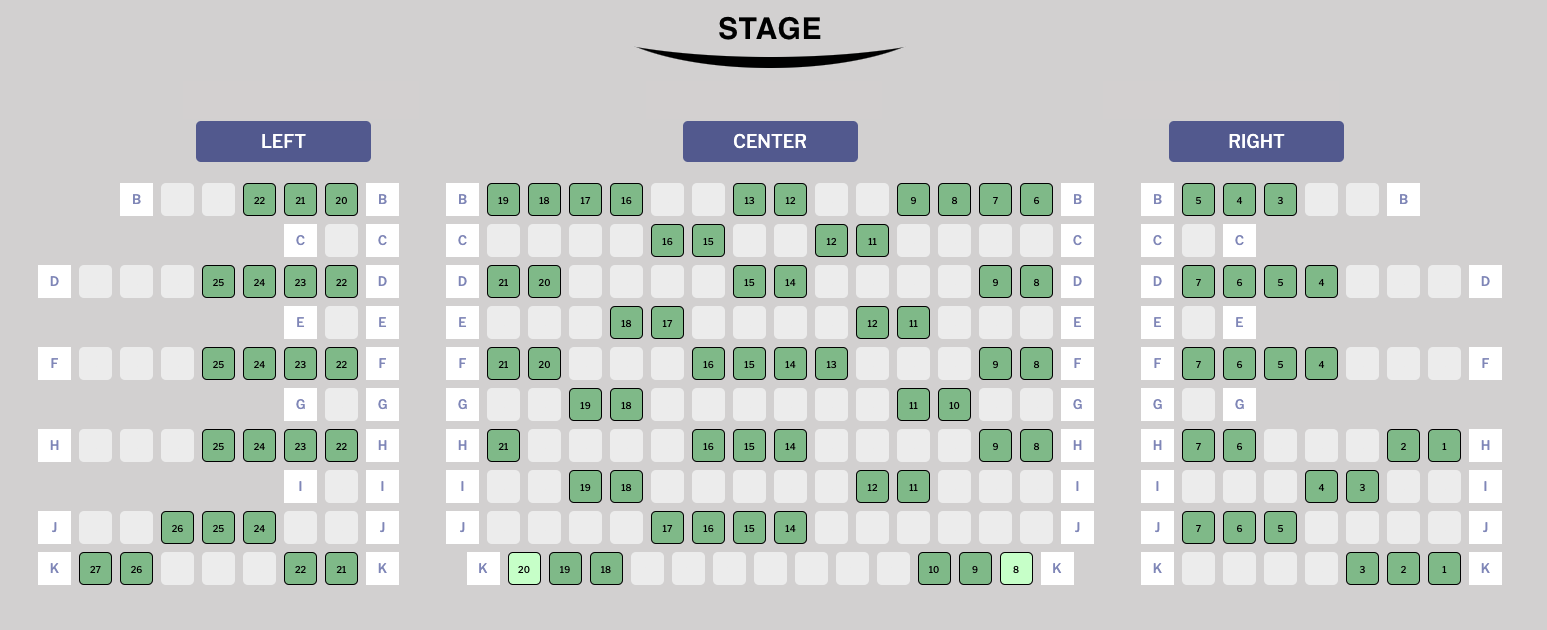 STAGE
LEFT CENTER RIGHT
B 22 21 20 B B 19 18 17 16 13 12 9 8 7 6 B B 5 4 3 B
C C C 16 15 12 11 C C C
D 25 24 23 22 D D 21 20 15 14 9 8 D D 7 6 5 4 D
E E E 18 17 12 11 E E E
F 25 24 23 22 F F 21 20 16 15 14 13 9 8 F F 7 6 5 4 F
G G G 19 18 11 10 G G G
H 25 24 23 22 H H 21 16 15 14 9 8 H H 7 6 2 1 H
I I I 19 18 12 11 I I 4 3 I
J 26 25 24 J J 17 16 15 14 J J 7 6 5 J
K 27 26 22 21 K K 20 19 18 10 9 8 K K 3 2 1 K